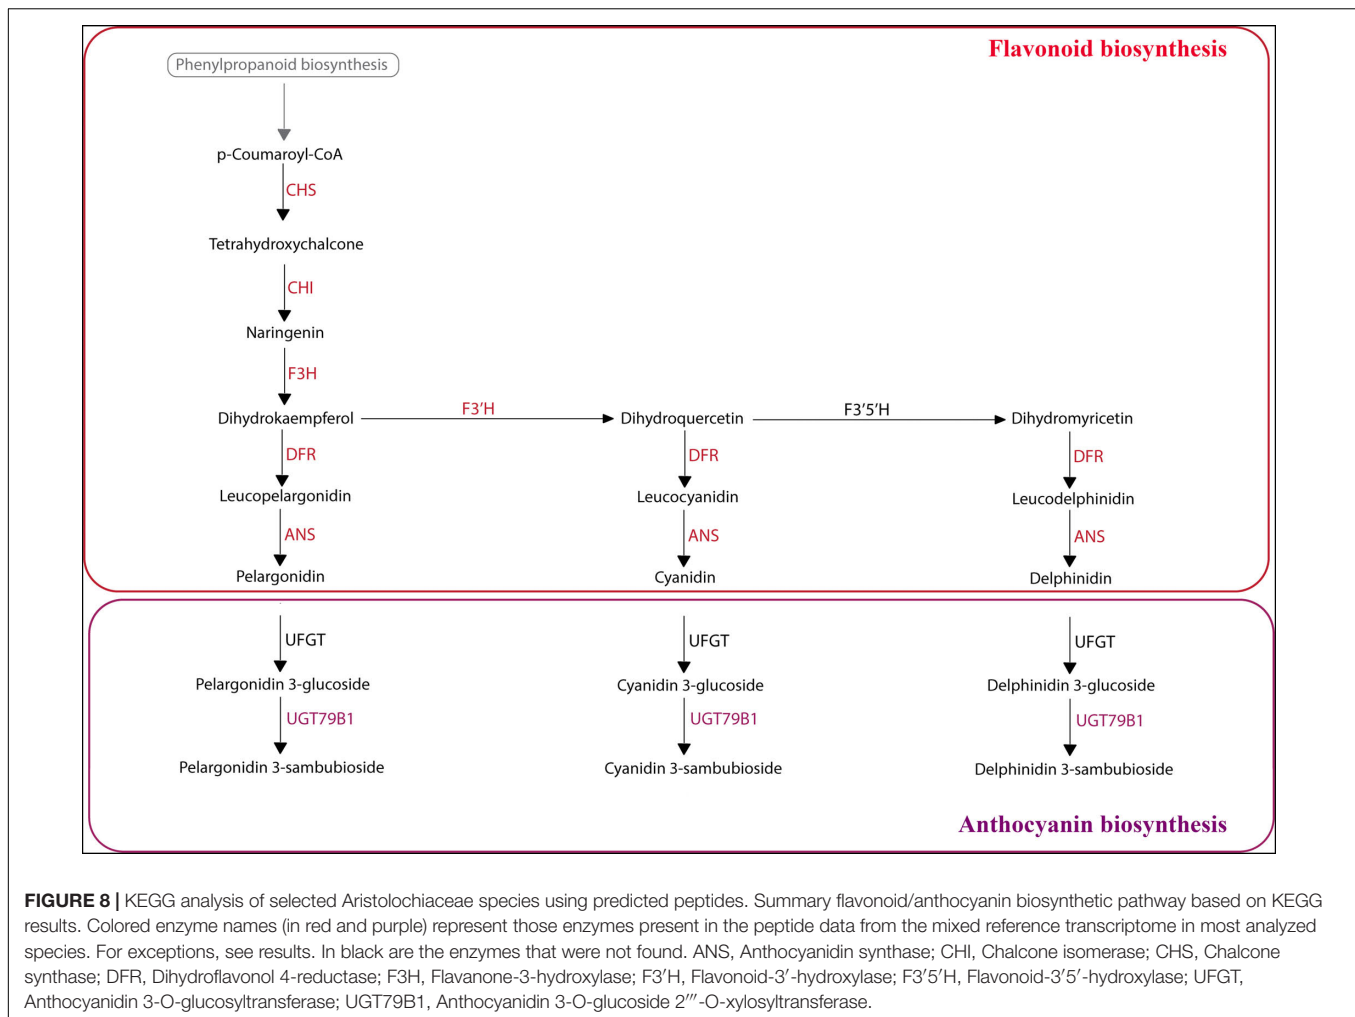 Flavonoid biosynthesis
Phenylpropanoid biosynthesis
p-Coumaroyl-CoA
CHS
Tetrahydroxychalcone
CHI
Naringenin
F3H
Dihydrokaempferol
F3′H
Dihydroquercetin
F3′5′H
Dihydromyricetin
DFR
DFR
DFR
Leucopelargonidin
Leucocyanidin
Leucodelphinidin
ANS
ANS
ANS
Pelargonidin
Cyanidin
Delphinidin
UFGT
UFGT
UFGT
Pelargonidin 3-glucoside
Cyanidin 3-glucoside
Delphinidin 3-glucoside
UGT79B1
UGT79B1
UGT79B1
Pelargonidin 3-sambubioside
Cyanidin 3-sambubioside
Delphinidin 3-sambubioside
Anthocyanin biosynthesis
FIGURE 8 | KEGG analysis of selected Aristolochiaceae species using predicted peptides. Summary flavonoid/anthocyanin biosynthetic pathway based on KEGG
results. Colored enzyme names (in red and purple) represent those enzymes present in the peptide data from the mixed reference transcriptome in most analyzed
species. For exceptions, see results. In black are the enzymes that were not found. ANS, Anthocyanidin synthase; CHI, Chalcone isomerase; CHS, Chalcone
synthase; DFR, Dihydroflavonol 4-reductase; F3H, Flavanone-3-hydroxylase; F3′H, Flavonoid-3′-hydroxylase; F3′5′H, Flavonoid-3′5′-hydroxylase; UFGT,
Anthocyanidin 3-O-glucosyltransferase; UGT79B1, Anthocyanidin 3-O-glucoside 2‴-O-xylosyltransferase.